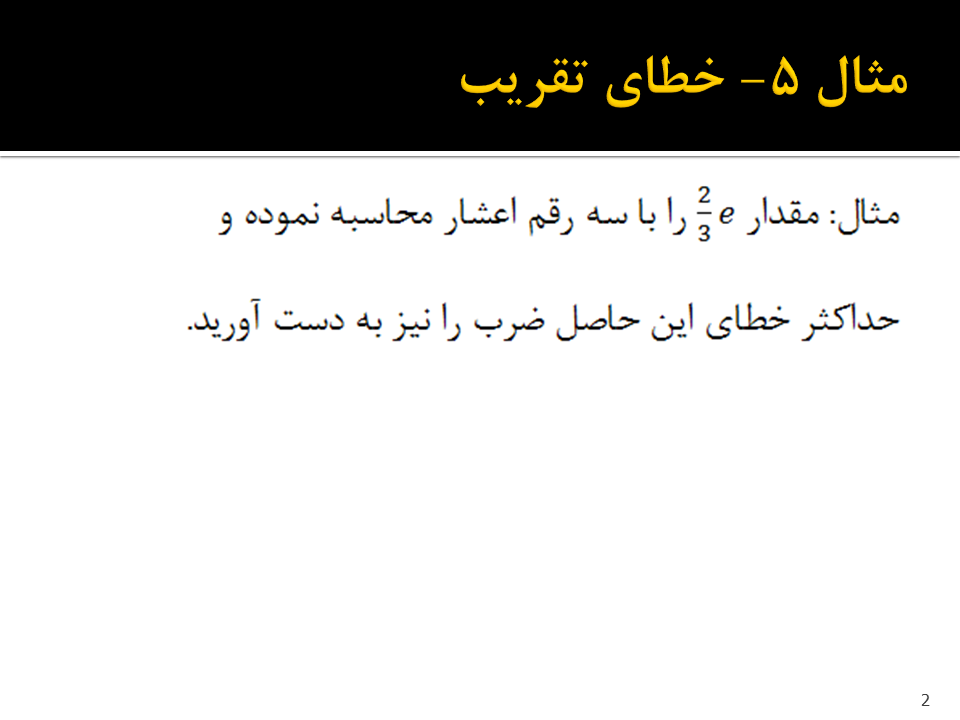 مثال ۵- خطای تقریب
مثال: مقدار 2/3 e را با سه رقم اعشار محاسبه نموده و
حداکثر خطای این حاصل ضرب را نیز به دست آورید.
2